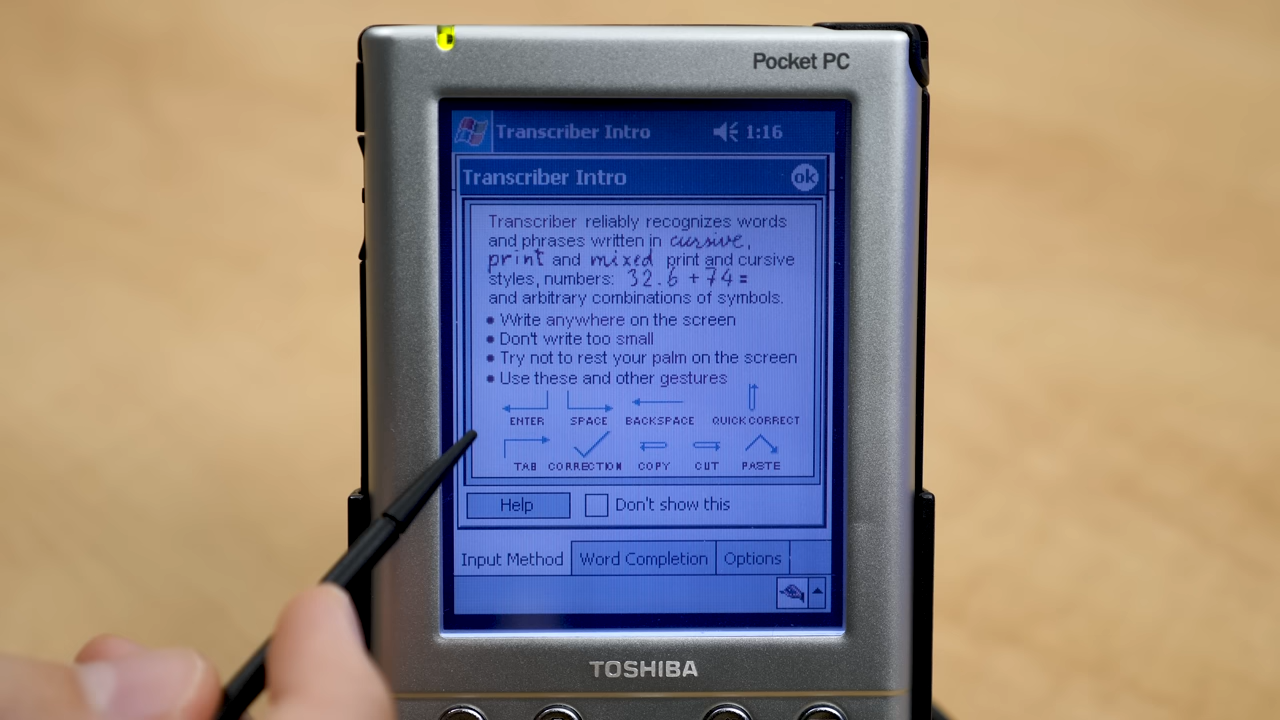 Pocket PC
Transcriber Intro 1:16
Transcriber Intro ok
Transcriber reliably recognizes words
and phrases written in cursive,
print and mixed print and cursive
styles, numbers: 32.6 + 74 =
and arbitrary combinations of symbols.
• Write anywhere on the screen
• Don't write too small
• Try not to rest your palm on the screen
• Use these and other gestures
ENTER SPACE BACKSPACE QUICKCORRECT
TAB CORRECTION COPY CUT PASTE
Help Don't show this
Input Method Word Completion Options
TOSHIBA